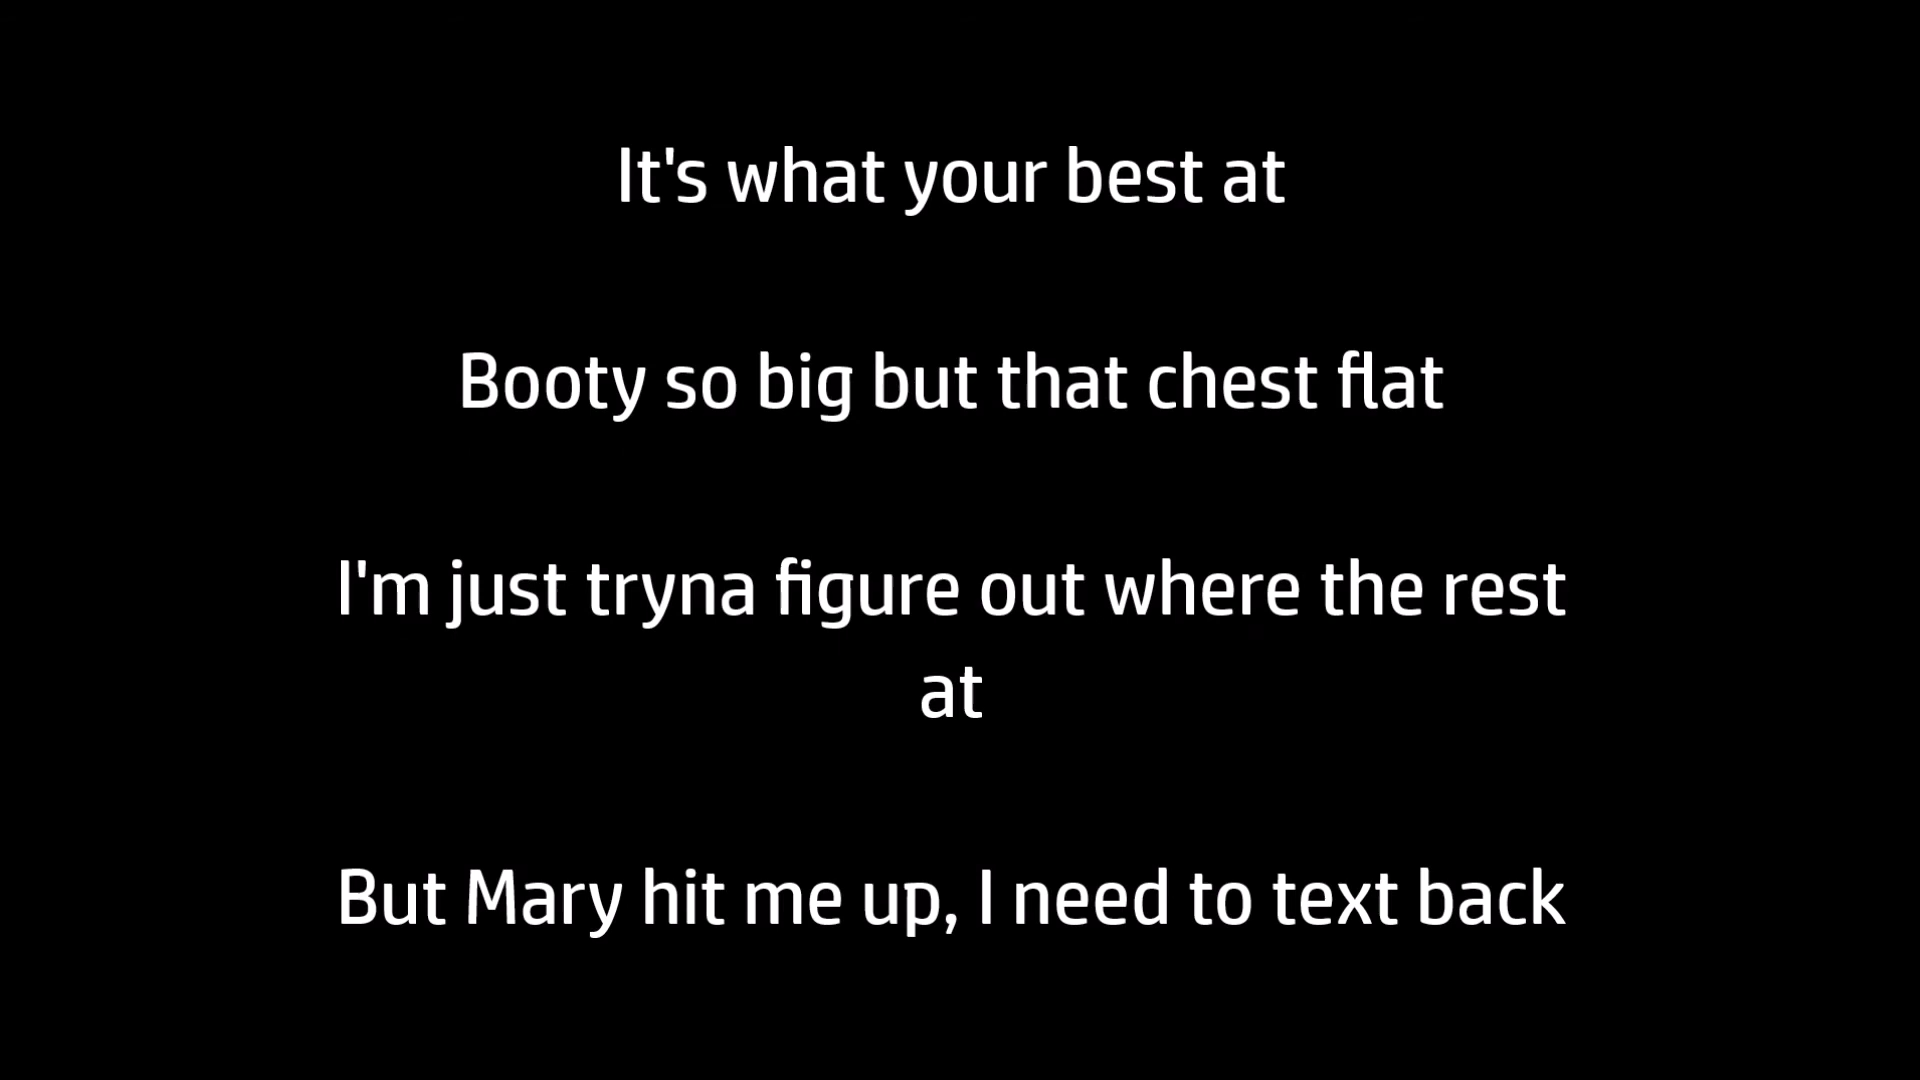 It's what your best at
Booty so big but that chest flat
I'm just tryna figure out where the rest
at
But Mary hit me up, I need to text back